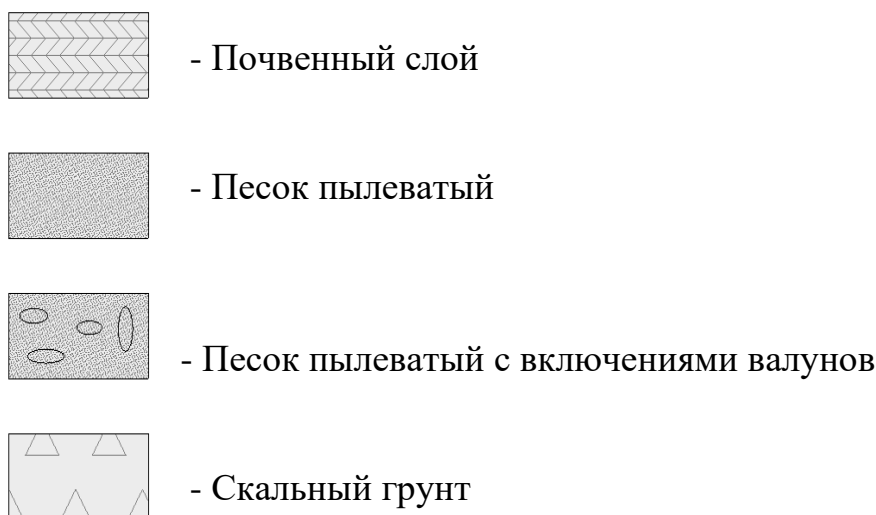 - Почвенный слой
- Песок пылеватый
- Песок пылеватый с включениями валунов
- Скальный грунт